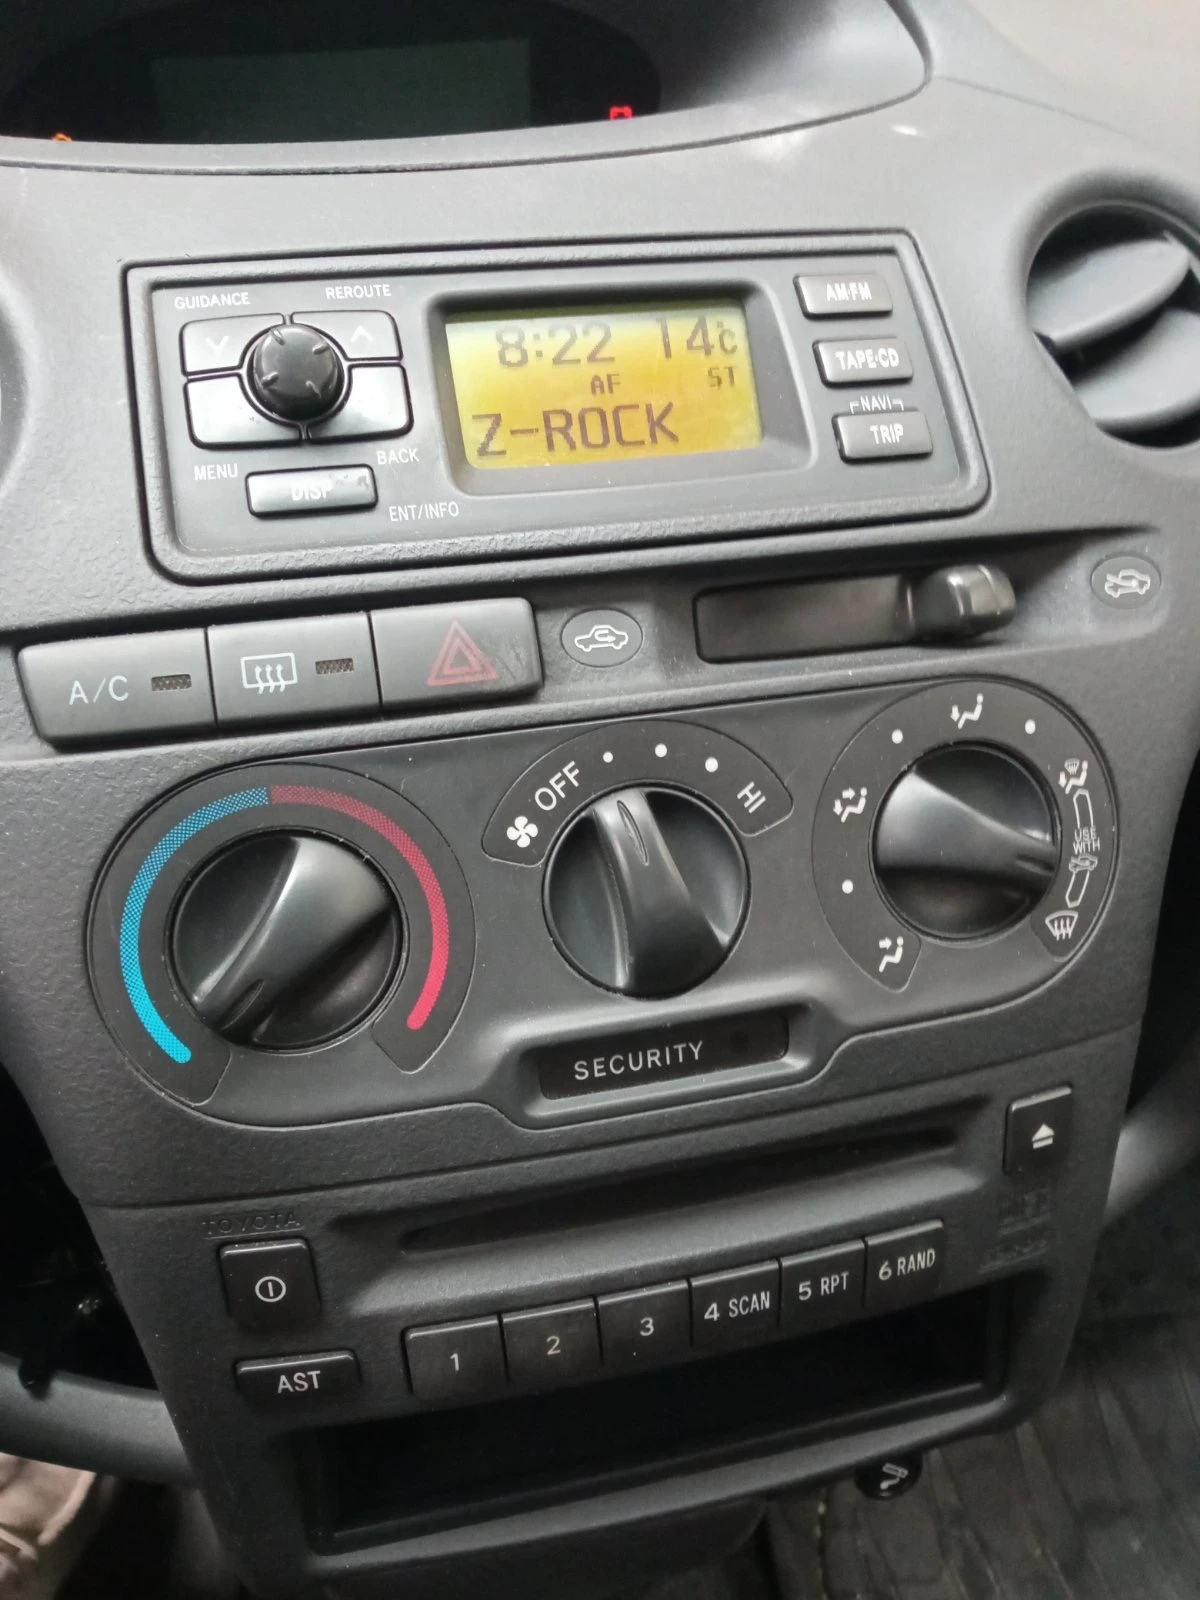 GUIDANCE
REROUTE
8:22 14°C
AF ST
Z-ROCK
AM·FM
TAPE·CD
NAVI
TRIP
MENU
BACK
DISP
ENT/INFO
A/C
OFF
HI
USE
WITH
SECURITY
TOYOTA
AST
1
2
3
4 SCAN
5 RPT
6 RAND